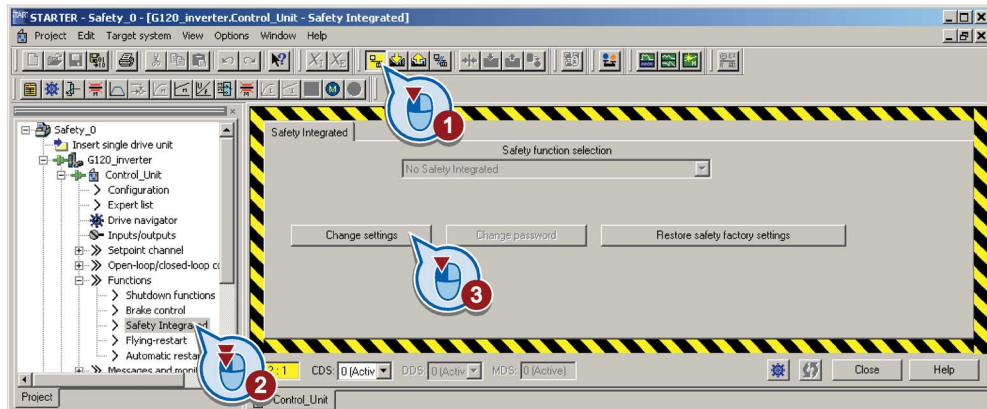 STARTER - Safety_0 - [G120_inverter.Control_Unit - Safety Integrated]
Project Edit Target system View Options Window Help
1
Safety_0
Insert single drive unit
G120_inverter
Control_Unit
Configuration
Expert list
Drive navigator
Inputs/outputs
Setpoint channel
Open-loop/closed-loop
Functions
Shutdown functions
Brake control
Safety Integrated
Flying-restart
Automatic
Messages and
2
Project
Safety Integrated
Safety function selection
No Safety Integrated
Change settings
Change password
Restore safety factory settings
3
CDS: 0 (Activ DDS: 0 (Activ MDS: 0 (Active)
Close
Help
Control_Unit